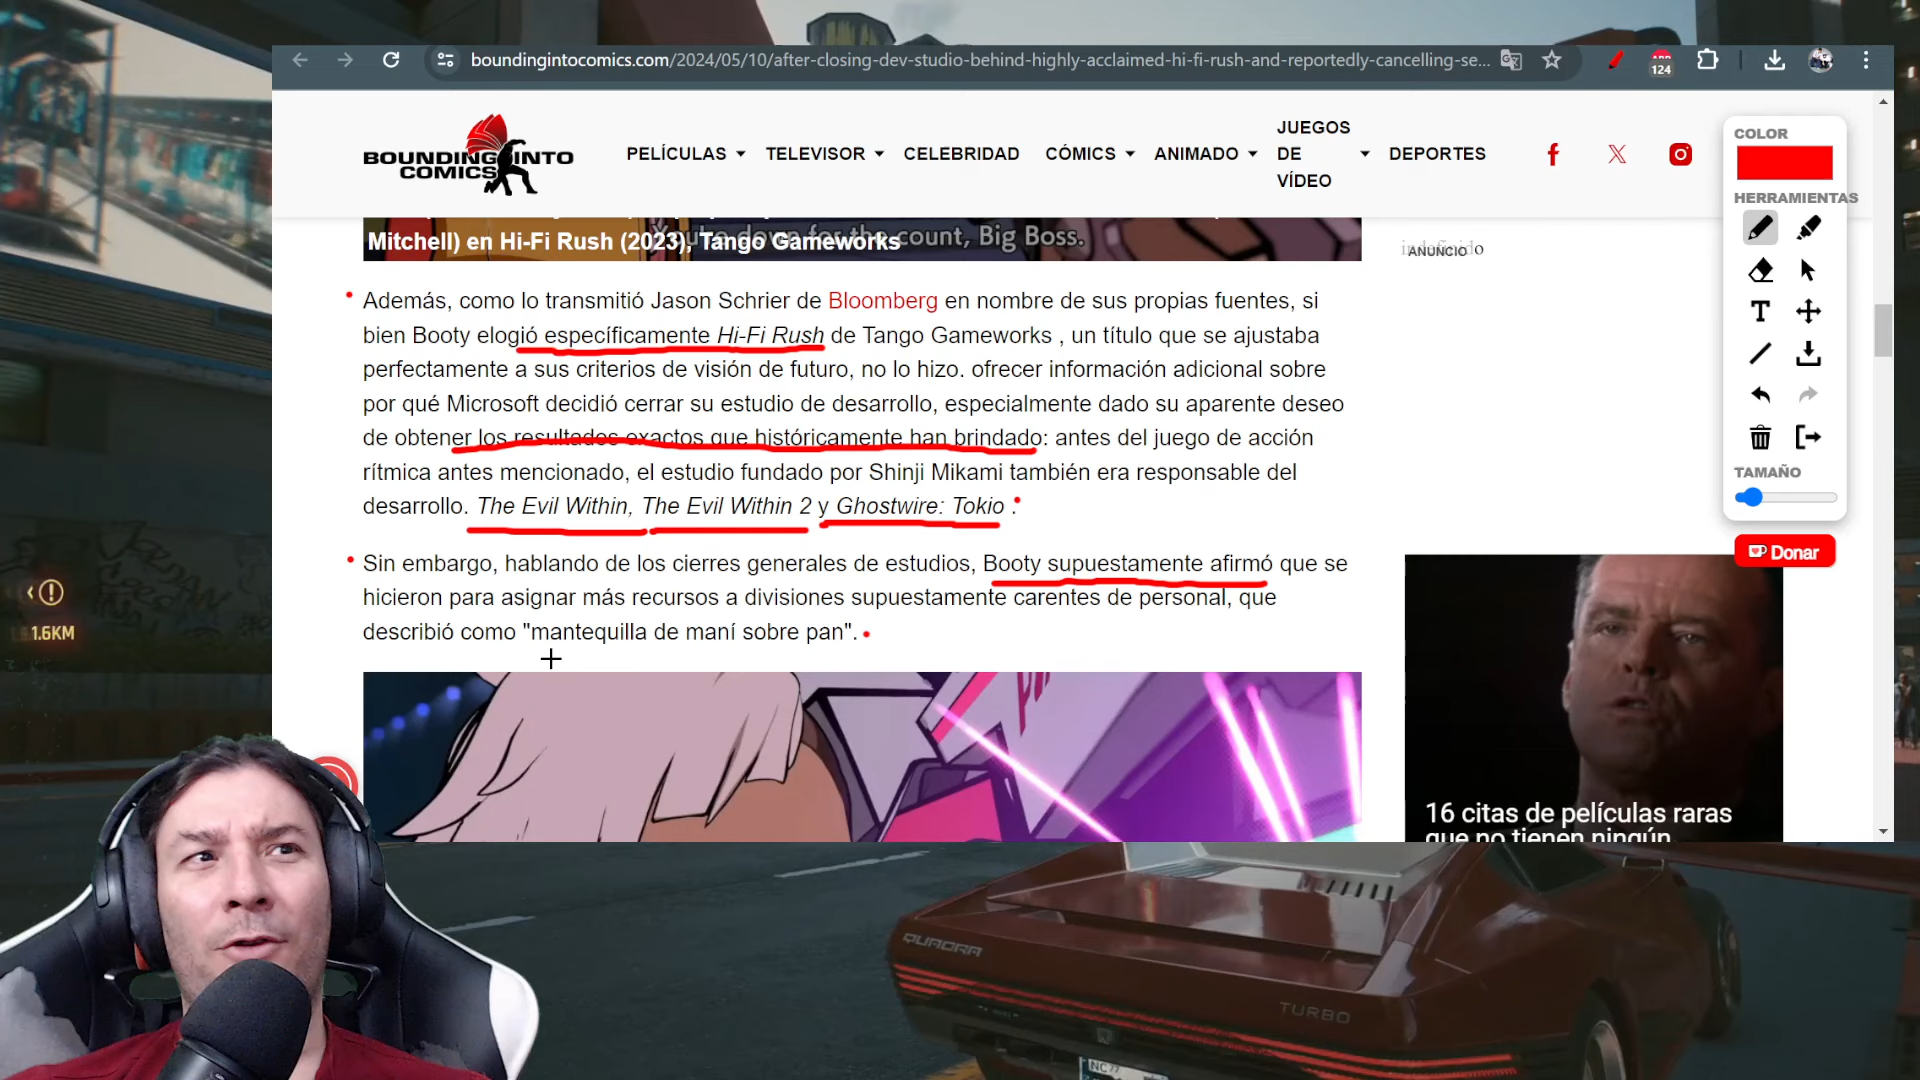 boundingintocomics.com/2024/05/10/after-closing-dev-studio-behind-highly-acclaimed-hi-fi-rush-and-reportedly-cancelling-se...
124
BOUNDING INTO
COMICS
PELÍCULAS
TELEVISOR
CELEBRIDAD
CÓMICS
ANIMADO
JUEGOS
DE
VÍDEO
DEPORTES
COLOR
HERRAMIENTAS
TAMAÑO
Donar
count, Big Boss.
Mitchell) en Hi-Fi Rush (2023), Tango Gameworks
ANUNCIO
Además, como lo transmitió Jason Schrier de Bloomberg en nombre de sus propias fuentes, si
bien Booty elogió específicamente Hi-Fi Rush de Tango Gameworks , un título que se ajustaba
perfectamente a sus criterios de visión de futuro, no lo hizo. ofrecer información adicional sobre
por qué Microsoft decidió cerrar su estudio de desarrollo, especialmente dado su aparente deseo
de obtener los resultados exactos que históricamente han brindado: antes del juego de acción
rítmica antes mencionado, el estudio fundado por Shinji Mikami también era responsable del
desarrollo. The Evil Within, The Evil Within 2 y Ghostwire: Tokio .
Sin embargo, hablando de los cierres generales de estudios, Booty supuestamente afirmó que se
hicieron para asignar más recursos a divisiones supuestamente carentes de personal, que
describió como "mantequilla de maní sobre pan".
16 citas de películas raras
que no tienen ningún
1.6KM
QUADRA
TURBO
NC77